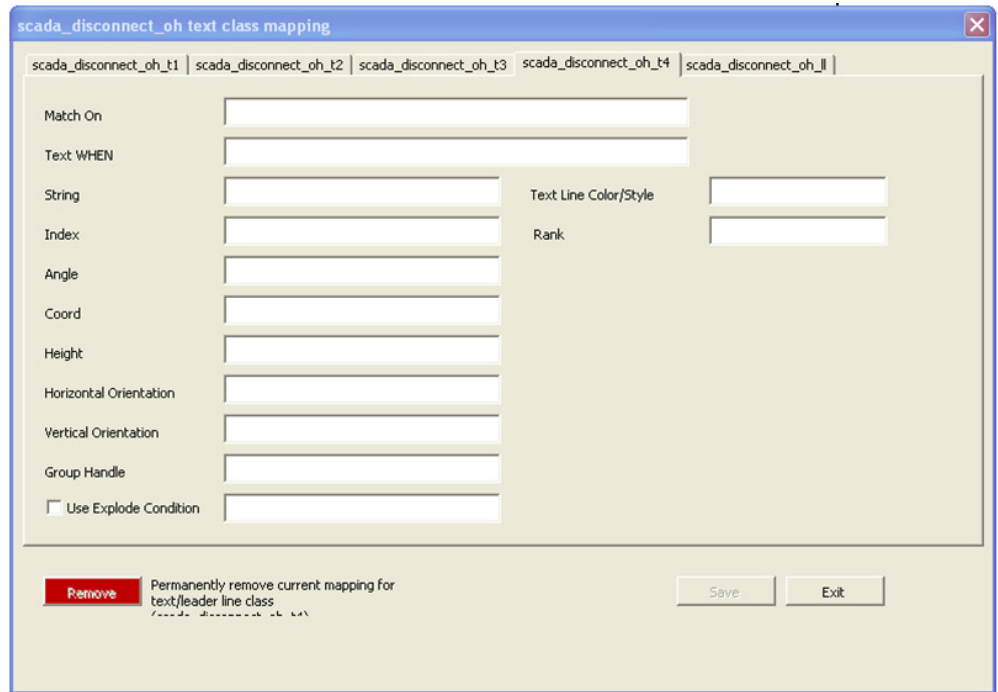 scada_disconnect_oh text class mapping
scada_disconnect_oh_t1 scada_disconnect_oh_t2 scada_disconnect_oh_t3 scada_disconnect_oh_t4 scada_disconnect_oh_ll
Match On
Text WHEN
String Text Line Color/Style
Index Rank
Angle
Coord
Height
Horizontal Orientation
Vertical Orientation
Group Handle
Use Explode Condition
Remove Permanently remove current mapping for
text/leader line class
(scada_disconnect_oh_t4)
Save Exit